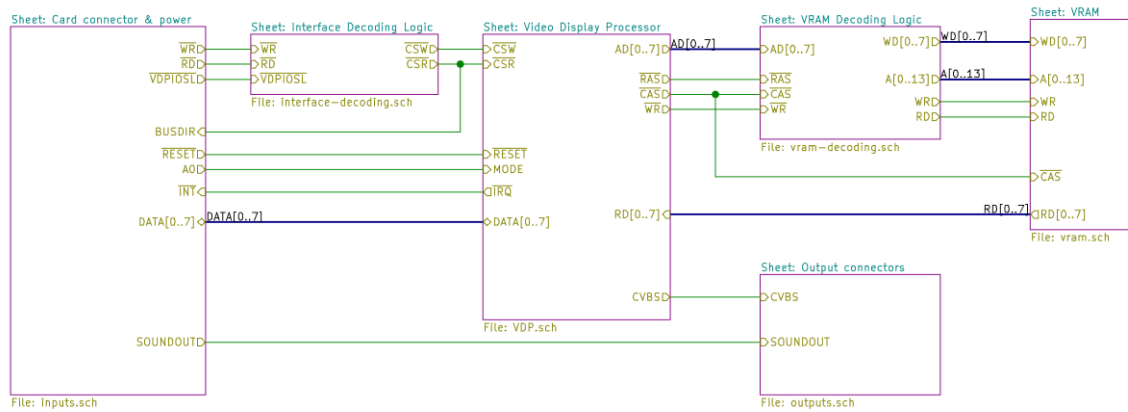 Sheet: Card connector & power
WR
RD
VDPIOSL
BUSDIR
RESET
A0
INT
DATA[0..7]
DATA[0..7]
SOUNDOUT
File: inputs.sch
Sheet: Interface Decoding Logic
WR
RD
VDPIOSL
CSW
CSR
File: interface-decoding.sch
Sheet: Video Display Processor
CSW
CSR
RESET
MODE
IRQ
DATA[0..7]
AD[0..7]
AD[0..7]
RAS
CAS
WR
RD[0..7]
CVBS
File: VDP.sch
Sheet: VRAM Decoding Logic
AD[0..7]
RAS
CAS
WR
WD[0..7]
WD[0..7]
A[0..13]
A[0..13]
WR
RD
File: vram-decoding.sch
Sheet: VRAM
WD[0..7]
A[0..13]
WR
RD
CAS
RD[0..7]
RD[0..7]
File: vram.sch
Sheet: Output connectors
CVBS
SOUNDOUT
File: outputs.sch